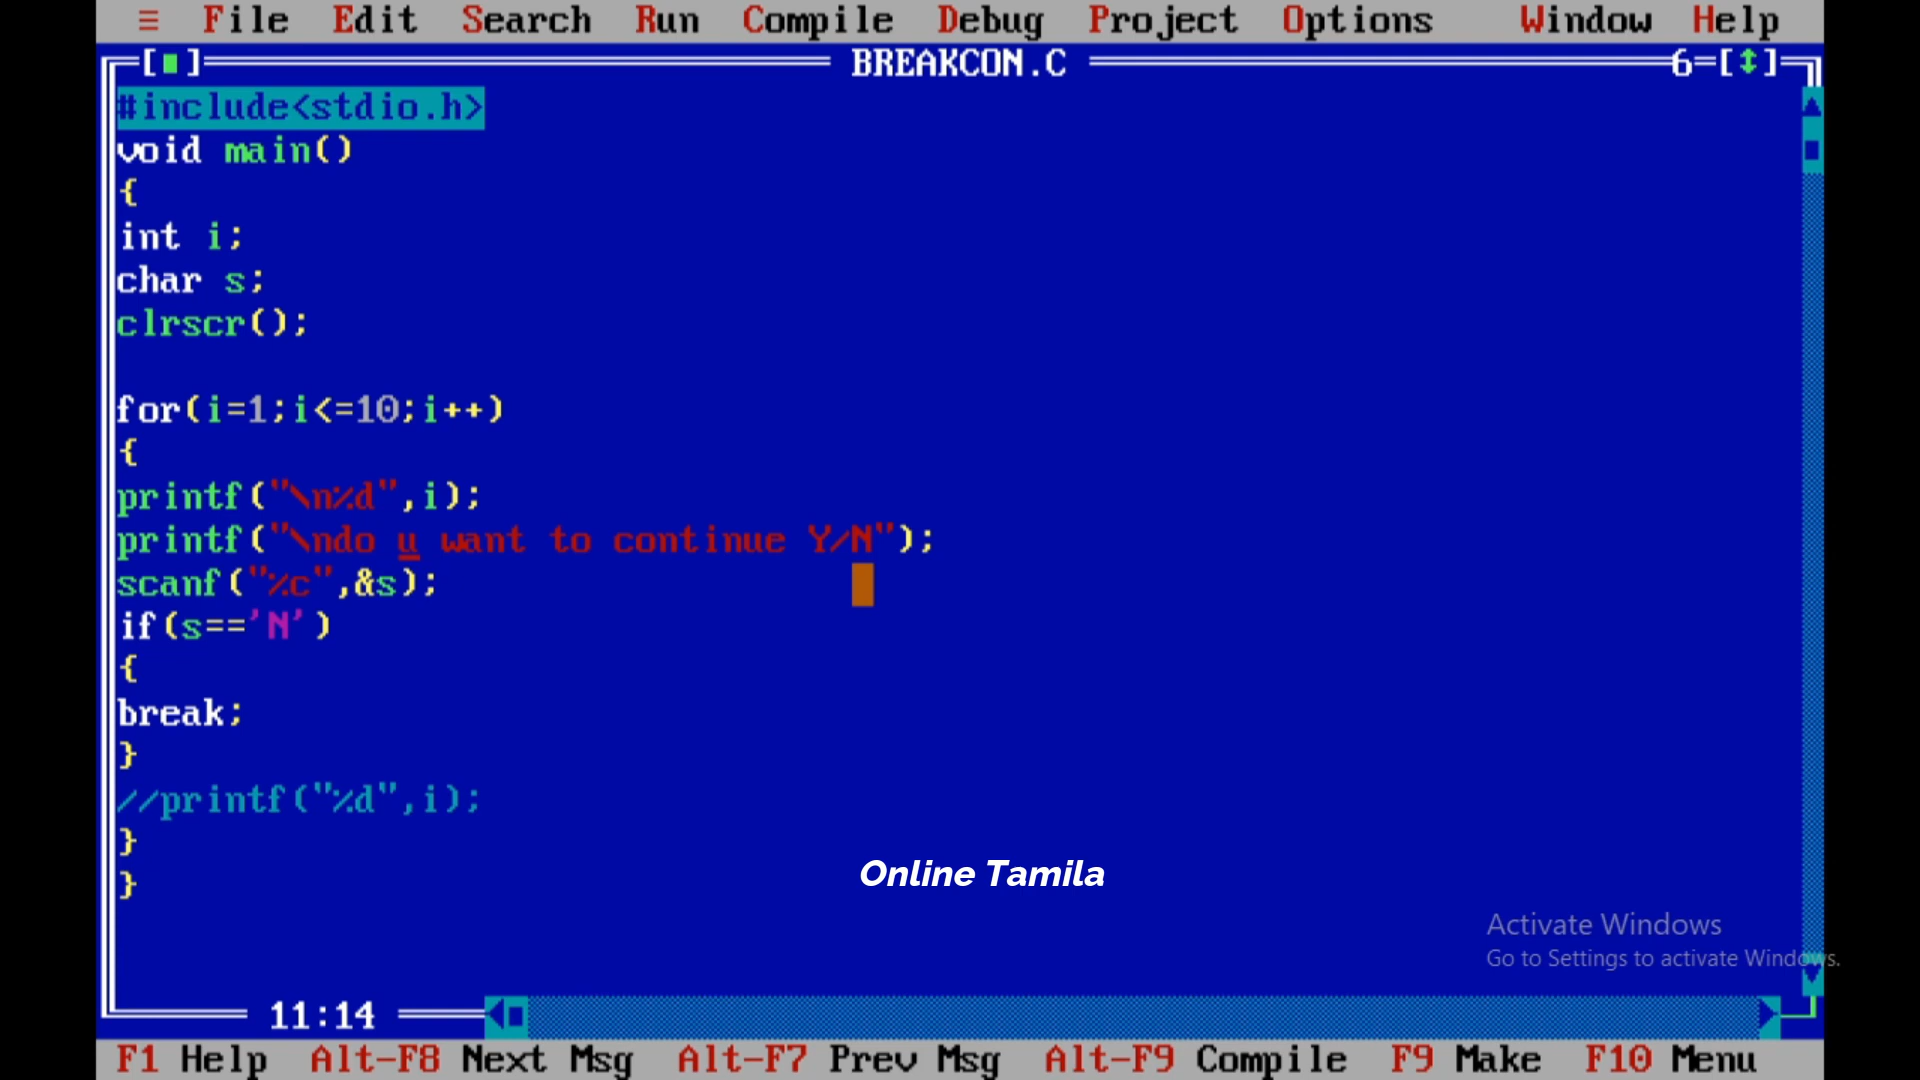 ≡ File Edit Search Run Compile Debug Project Options Window Help
[■] BREAKCON.C 6=[↕]
#include<stdio.h>
void main()
{
int i;
char s;
clrscr();
for(i=1;i<=10;i++)
{
printf("\n%d",i);
printf("\ndo u want to continue Y/N");
scanf("%c",&s);
if(s=='N')
{
break;
}
//printf("%d",i);
}
}
Online Tamila
Activate Windows
Go to Settings to activate Windows.
11:14
F1 Help Alt-F8 Next Msg Alt-F7 Prev Msg Alt-F9 Compile F9 Make F10 Menu